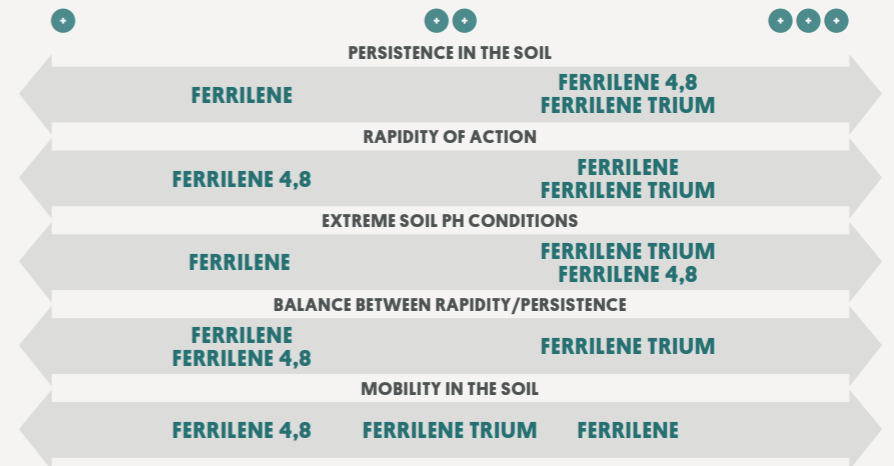 + ++ +++
PERSISTENCE IN THE SOIL
FERRILENE
FERRILENE 4,8
FERRILENE TRIUM
RAPIDITY OF ACTION
FERRILENE 4,8
FERRILENE
FERRILENE TRIUM
EXTREME SOIL PH CONDITIONS
FERRILENE
FERRILENE TRIUM
FERRILENE 4,8
BALANCE BETWEEN RAPIDITY/PERSISTENCE
FERRILENE
FERRILENE 4,8
FERRILENE TRIUM
MOBILITY IN THE SOIL
FERRILENE 4,8 FERRILENE TRIUM FERRILENE